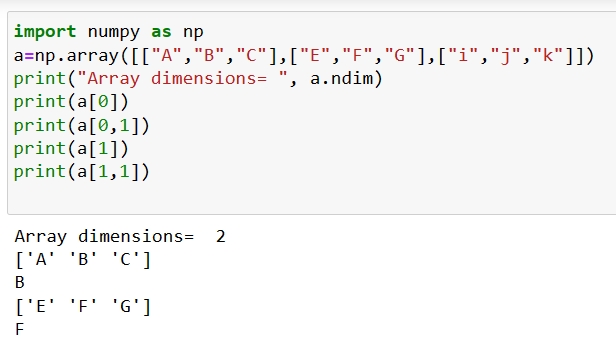 import numpy as np
a=np.array([["A","B","C"],["E","F","G"],["i","j","k"]])
print("Array dimensions= ", a.ndim)
print(a[0])
print(a[0,1])
print(a[1])
print(a[1,1])
Array dimensions=  2
['A' 'B' 'C']
B
['E' 'F' 'G']
F